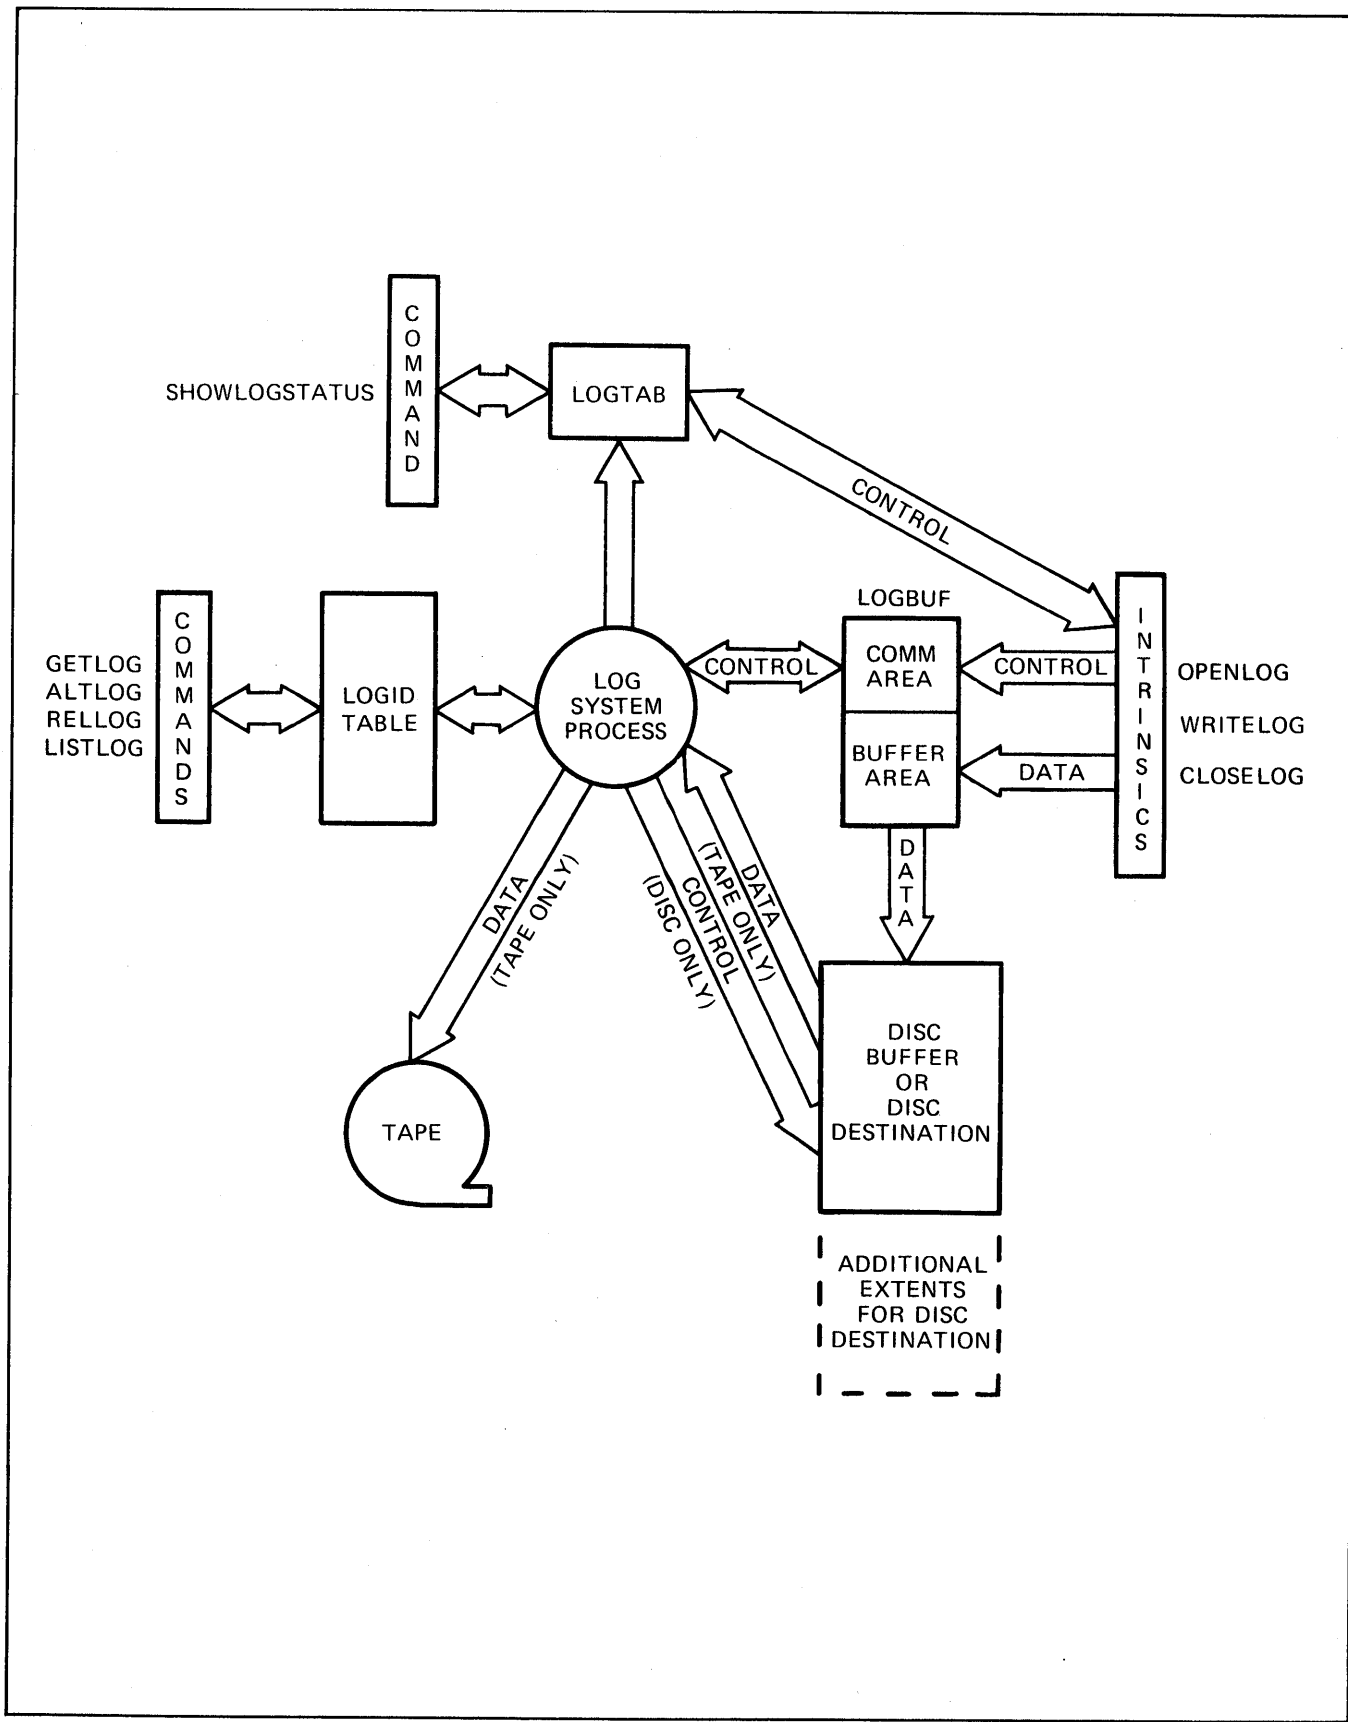 COMMAND
SHOWLOGSTATUS
LOGTAB
CONTROL
LOGBUF
COMMANDS
GETLOG
ALTLOG
RELLOG
LISTLOG
LOGID
TABLE
LOG
SYSTEM
PROCESS
CONTROL
COMM
AREA
CONTROL
BUFFER
AREA
DATA
INTRINSICS
OPENLOG
WRITELOG
CLOSELOG
DATA
DATA
(TAPE ONLY)
CONTROL
(DISC ONLY)
DATA
(TAPE ONLY)
TAPE
DISC
BUFFER
OR
DISC
DESTINATION
ADDITIONAL
EXTENTS
FOR DISC
DESTINATION